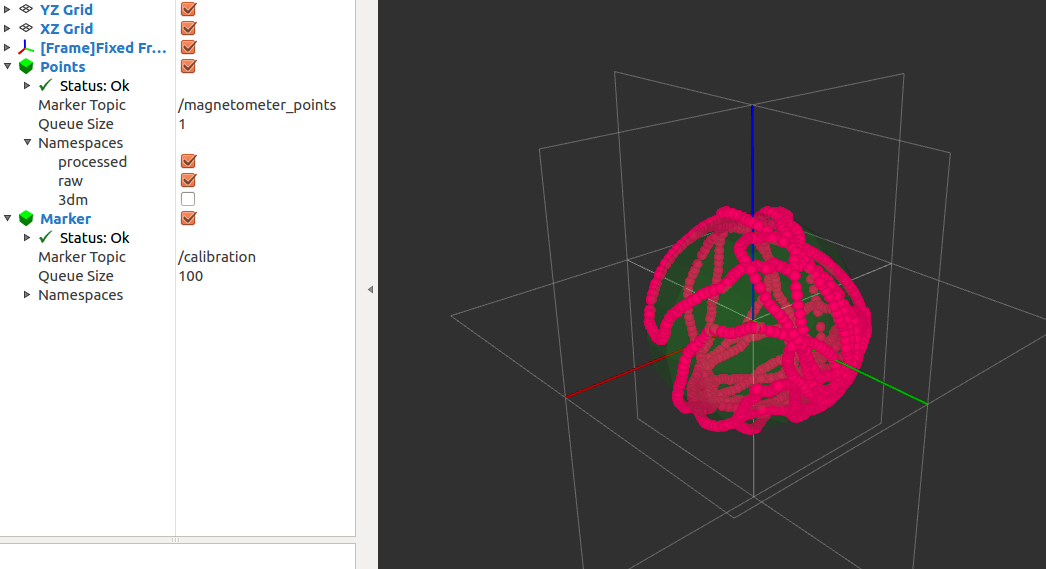 YZ Grid
XZ Grid
[Frame]Fixed Fr...
Points
Status: Ok
Marker Topic /magnetometer_points
Queue Size 1
Namespaces
processed
raw
3dm
Marker
Status: Ok
Marker Topic /calibration
Queue Size 100
Namespaces